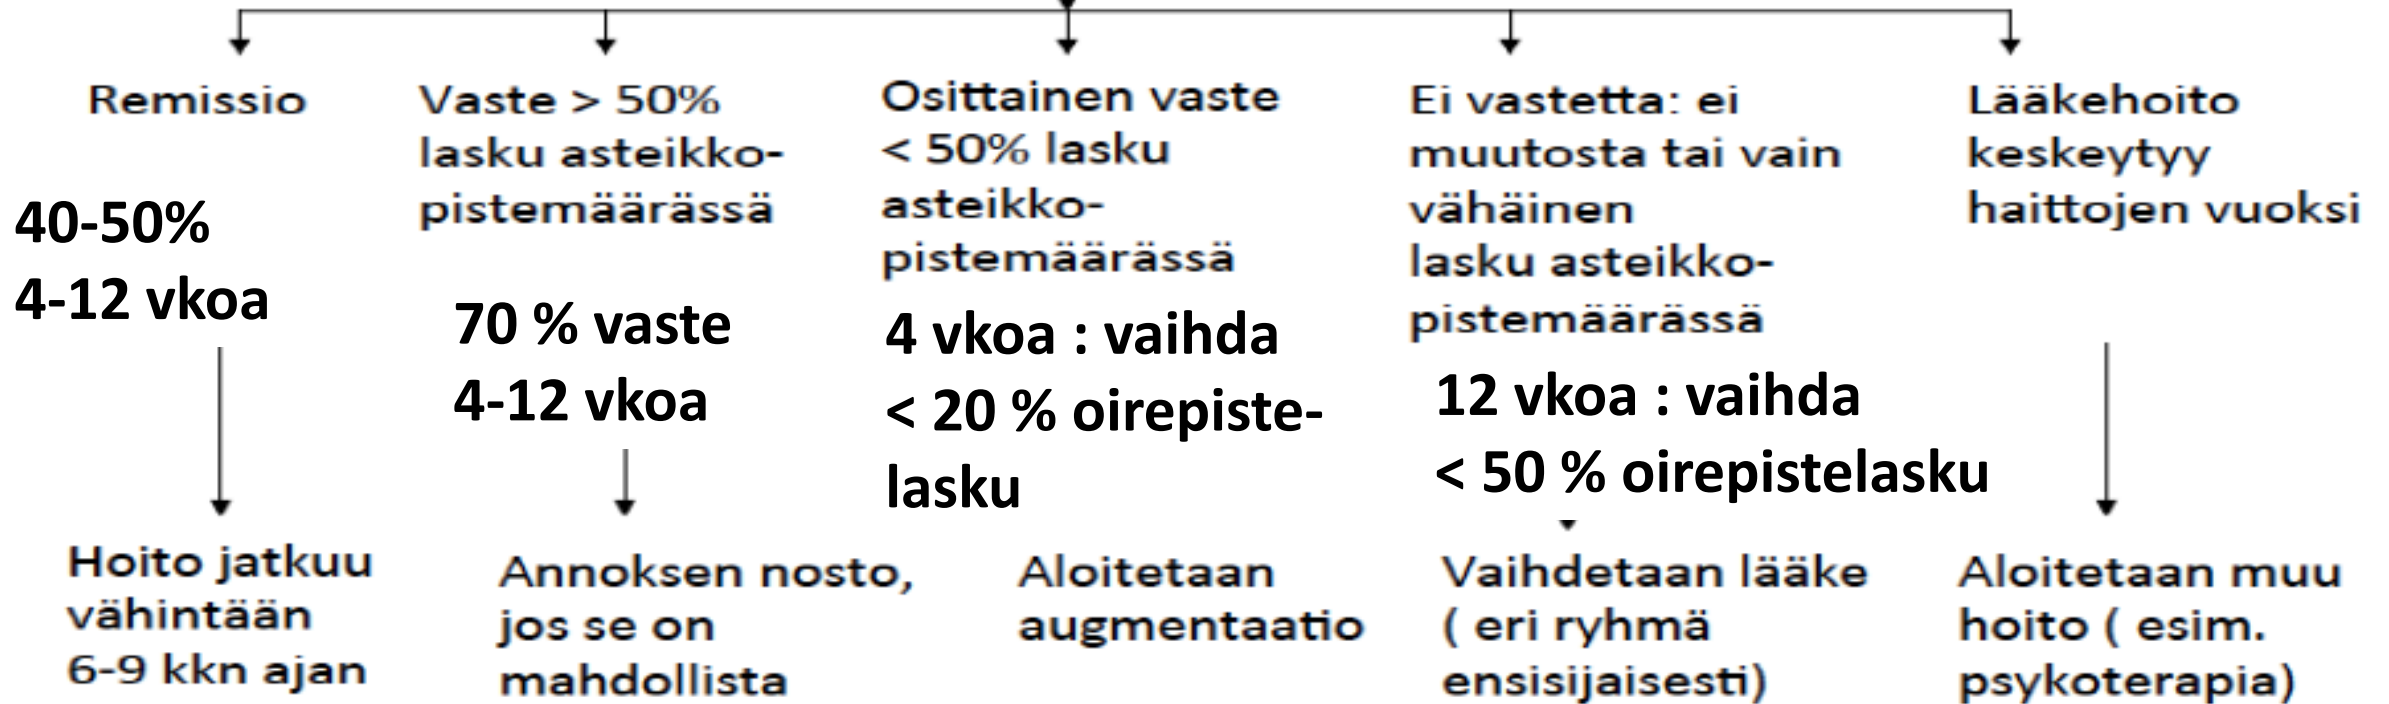 Remissio
40-50%
4-12 vkoa
Hoito jatkuu
vähintään
6-9 kkn ajan
Vaste > 50%
lasku asteikko-
pistemäärässä
70 % vaste
4-12 vkoa
Annoksen nosto,
jos se on
mahdollista
Osittainen vaste
< 50% lasku
asteikko-
pistemäärässä
4 vkoa : vaihda
< 20 % oirepiste-
lasku
Aloitetaan
augmentaatio
Ei vastetta: ei
muutosta tai vain
vähäinen
lasku asteikko-
pistemäärässä
12 vkoa : vaihda
< 50 % oirepistelasku
Vaihdetaan lääke
( eri ryhmä
ensisijaisesti)
Lääkehoito
keskeytyy
haittojen vuoksi
Aloitetaan muu
hoito ( esim.
psykoterapia)